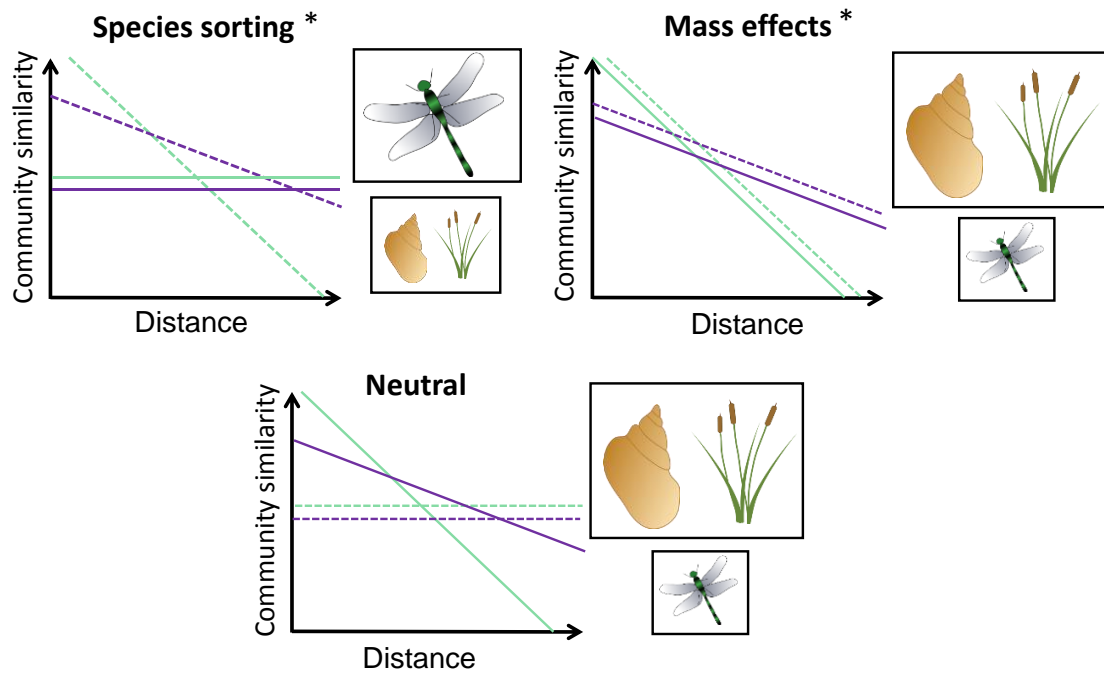 Species sorting *
Community similarity
Distance
Mass effects *
Community similarity
Distance
Neutral
Community similarity
Distance